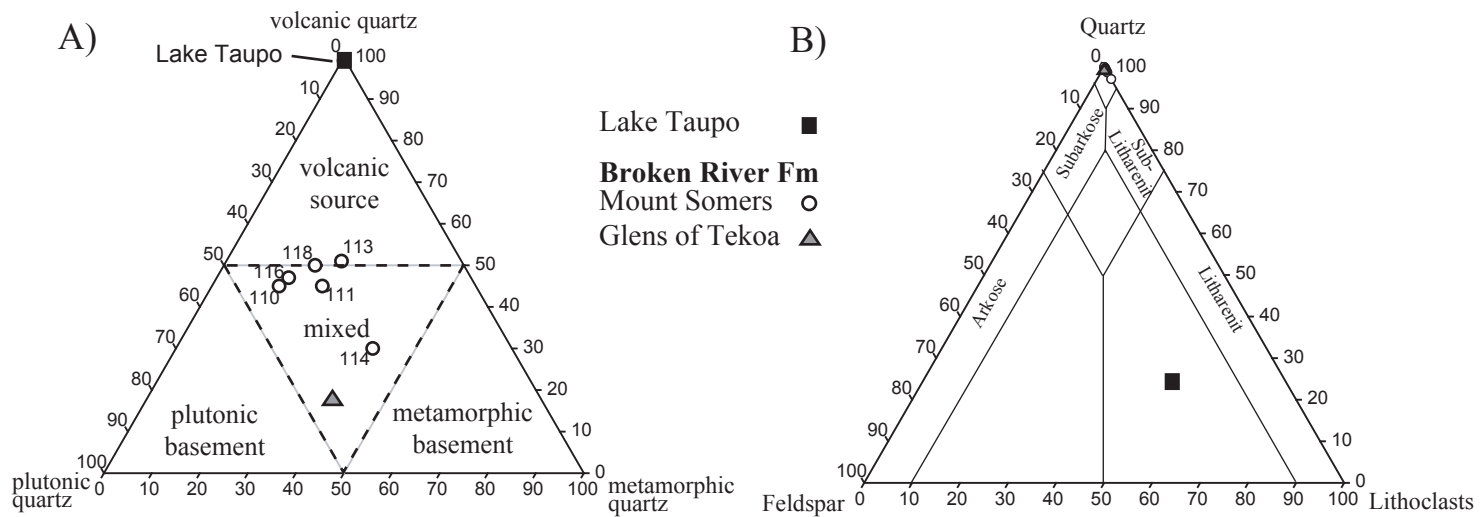 A)
volcanic quartz
Lake Taupo
0
100
10
90
20
80
30
70
40
60
50
50
60
70
30
80
20
90
10
100
0
volcanic
source
118
113
116
110
111
mixed
114
plutonic
basement
metamorphic
basement
plutonic
quartz
0 10 20 30 40 50 60 70 80 90 100
metamorphic
quartz
Lake Taupo
Broken River Fm
Mount Somers
Glens of Tekoa
B)
Quartz
0
100
10
90
20
80
30
70
40
60
50
50
60
40
70
30
80
20
90
10
100
0
Subarkose
Sub-
Litharenit
Arkose
Litharenit
Feldspar
0 10 20 30 40 50 60 70 80 90 100
Lithoclasts